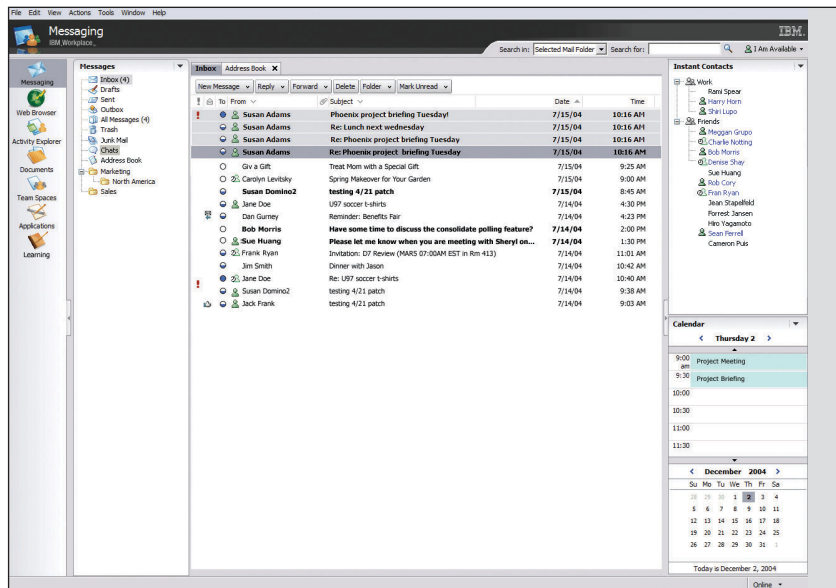 File Edit View Actions Tools Window Help
Messaging
IBM Workplace
IBM.
Search in: Selected Mail Folder Search for: I Am Available
Messaging
Web Browser
Activity Explorer
Documents
Team Spaces
Applications
Learning
Messages
Inbox (4)
Drafts
Sent
Outbox
All Messages (4)
Trash
Junk Mail
Chats
Address Book
Marketing
North America
Sales
Inbox Address Book X
New Message Reply Forward Delete Folder Mark Unread
! To From Subject Date Time
! Susan Adams Phoenix project briefing Tuesday! 7/15/04 10:16 AM
Susan Adams Re: Lunch next wednesday 7/15/04 10:16 AM
Susan Adams Re: Phoenix project briefing Tuesday 7/15/04 10:16 AM
Susan Adams Re: Phoenix project briefing Tuesday 7/15/04 10:16 AM
Giv a Gift Treat Mom with a Special Gift 7/15/04 9:25 AM
Carolyn Levitsky Spring Makeover for Your Garden 7/15/04 9:00 AM
Susan Domino2 testing 4/21 patch 7/15/04 8:45 AM
Jane Doe U97 soccer t-shirts 7/14/04 4:30 PM
Dan Gurney Reminder: Benefits Fair 7/14/04 4:23 PM
Bob Morris Have some time to discuss the consolidate polling feature? 7/14/04 2:00 PM
Sue Huang Please let me know when you are meeting with Sheryl on... 7/14/04 1:30 PM
Frank Ryan Invitation: D7 Review (MAR5 07:00AM EST in Rm 413) 7/14/04 11:01 AM
Jim Smith Dinner with Jason 7/14/04 10:42 AM
! Jane Doe Re: U97 soccer t-shirts 7/14/04 10:40 AM
Susan Domino2 testing 4/21 patch 7/14/04 9:38 AM
Jack Frank testing 4/21 patch 7/14/04 9:03 AM
Instant Contacts
Work
Rami Spear
Harry Horn
Shiri Lupo
Friends
Meggan Grupo
Charlie Notting
Bob Morris
Denise Shay
Sue Huang
Rob Cory
Fran Ryan
Jean Stapelfeld
Forrest Jansen
Hiro Yagamoto
Sean Ferrell
Cameron Puis
Calendar
< Thursday 2 >
9:00 am Project Meeting
9:30 Project Briefing
10:00
10:30
11:00
11:30
< December 2004 >
Su Mo Tu We Th Fr Sa
28 29 30 1 2 3 4
5 6 7 8 9 10 11
12 13 14 15 16 17 18
19 20 21 22 23 24 25
26 27 28 29 30 31 1
Today is December 2, 2004
Online